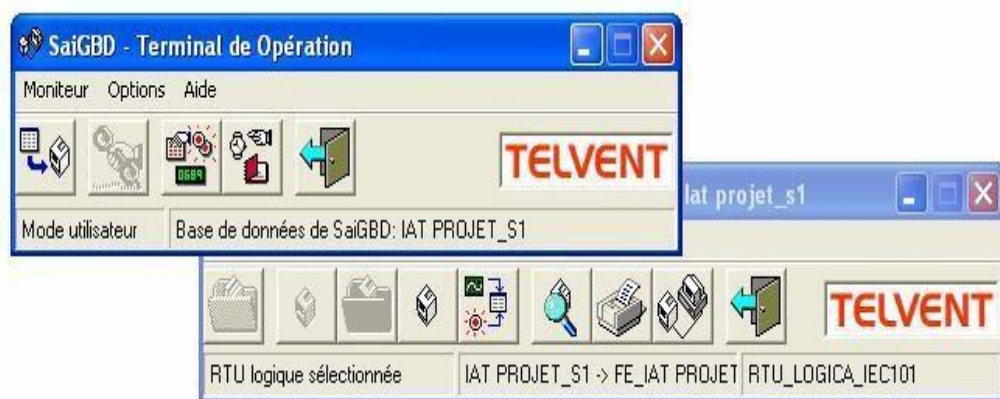 SaiGBD - Terminal de Opération
Moniteur Options Aide
0689
TELVENT
Mode utilisateur Base de données de SaiGBD: IAT PROJET_S1
Iat projet_s1
TELVENT
RTU logique sélectionnée IAT PROJET_S1 -> FE_IAT PROJET RTU_LOGICA_IEC101